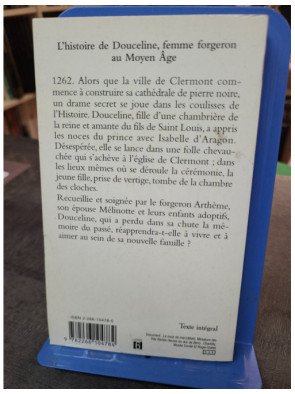 L'histoire de Douceline, femme forgeron
au Moyen Âge
1262. Alors que la ville de Clermont com-
mence à construire sa cathédrale de pierre noire,
un drame secret se joue dans les coulisses de
l'Histoire. Douceline, fille d'une chambrière de
la reine et amante du fils de Saint Louis, a appris
les noces du prince avec Isabelle d'Aragon.
Désespérée, elle se lance dans une folle chevau-
chée qui s'achève à l'église de Clermont ; dans
les lieux mêmes où se déroule la cérémonie, la
jeune fille, prise de vertige, tombe de la chambre
des cloches.
Recueillie et soignée par le forgeron Arthème,
son épouse Mélinotte et leurs enfants adoptifs,
Douceline, qui a perdu dans sa chute la mémoire
du passé, réapprendra-t-elle à vivre et à
aimer au sein de sa nouvelle famille ?
Texte intégral